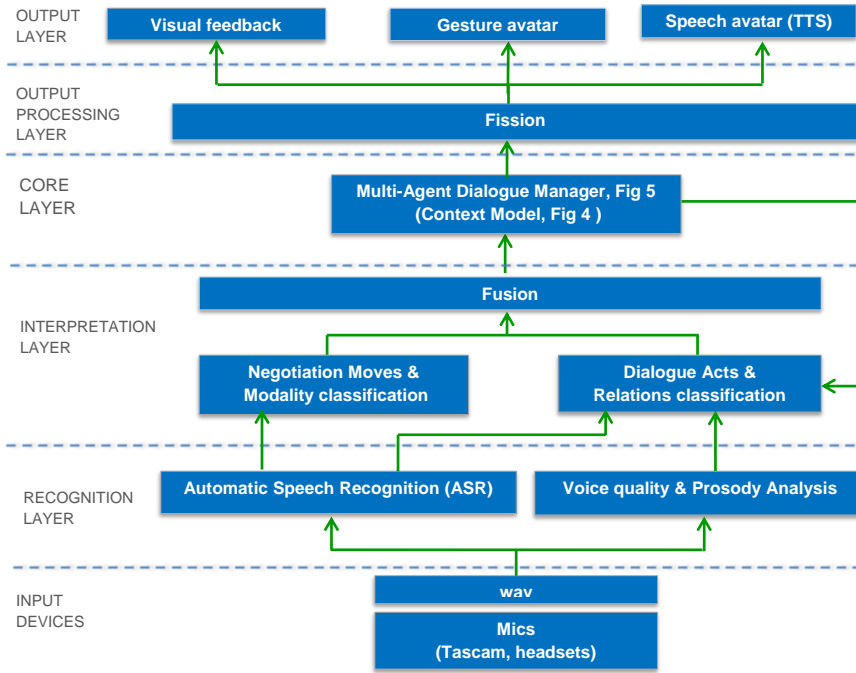 OUTPUT
LAYER
Visual feedback
Gesture avatar
Speech avatar (TTS)
OUTPUT
PROCESSING
LAYER
Fission
CORE
LAYER
Multi-Agent Dialogue Manager, Fig 5
(Context Model, Fig 4 )
Fusion
INTERPRETATION
LAYER
Negotiation Moves &
Modality classification
Dialogue Acts &
Relations classification
RECOGNITION
LAYER
Automatic Speech Recognition (ASR)
Voice quality & Prosody Analysis
INPUT
DEVICES
wav
Mics
(Tascam, headsets)